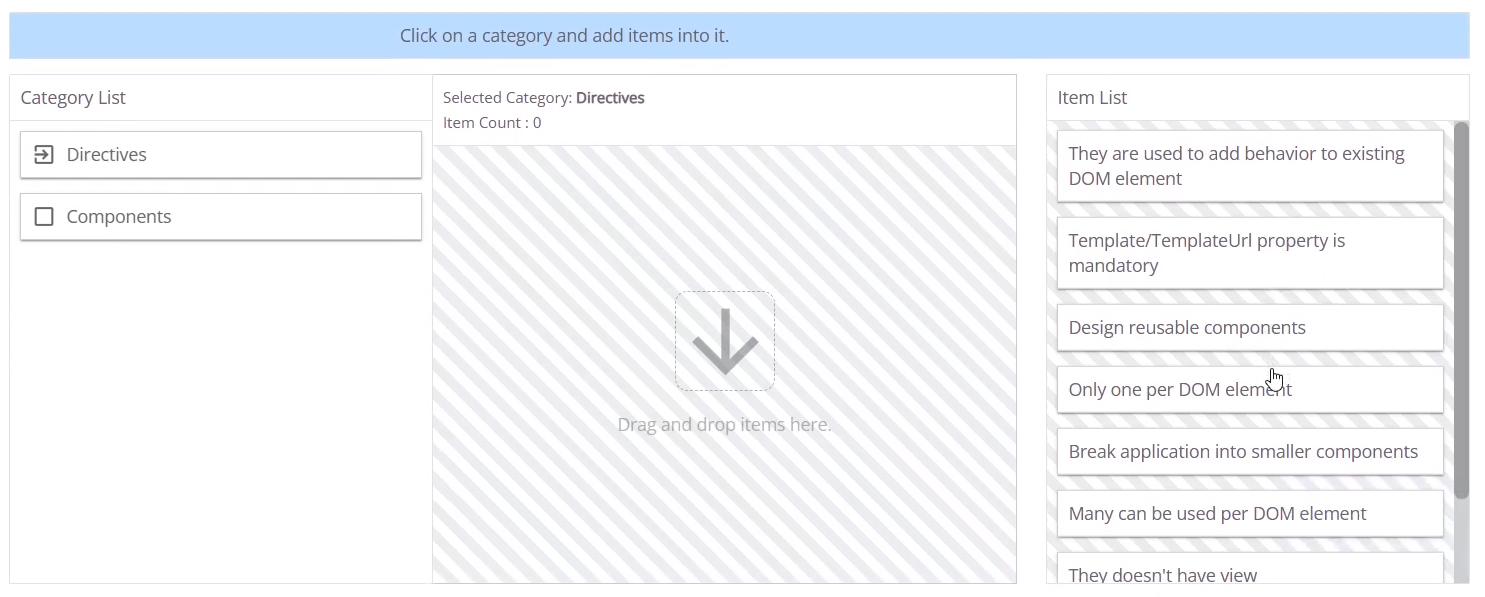 Click on a category and add items into it.
Category List
Directives
Components
Selected Category: Directives
Item Count : 0
Drag and drop items here.
Item List
They are used to add behavior to existing
DOM element
Template/TemplateUrl property is
mandatory
Design reusable components
Only one per DOM element
Break application into smaller components
Many can be used per DOM element
They doesn't have view